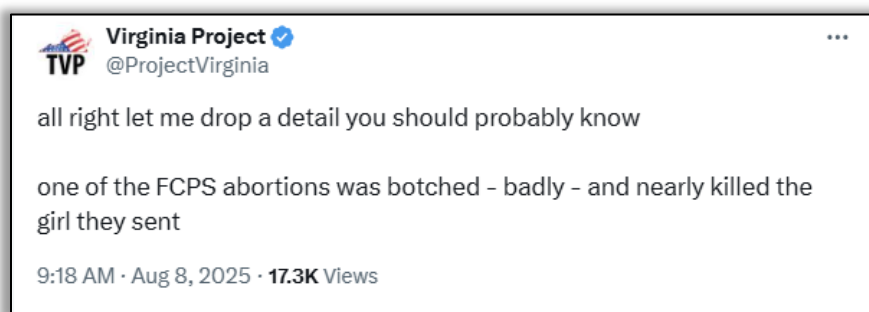 Virginia Project
TVP
@ProjectVirginia
all right let me drop a detail you should probably know
one of the FCPS abortions was botched - badly - and nearly killed the
girl they sent
9:18 AM · Aug 8, 2025 · 17.3K Views